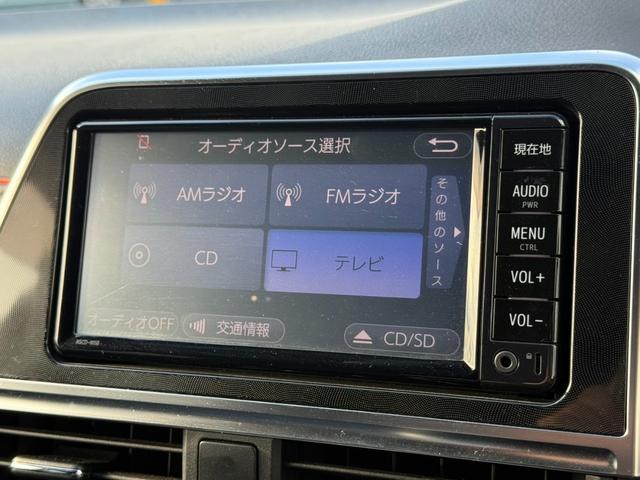 オーディオソース選択
AMラジオ
FMラジオ
CD
テレビ
その他のソース
オーディオOFF
交通情報
CD/SD
NSCD-W66
現在地
AUDIO
PWR
MENU
CTRL
VOL+
VOL-